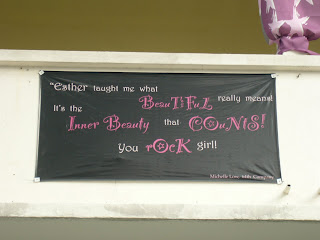 "Esther taught me what
BeauTiFuL really means!
It's the
Inner Beauty that COuNtS!
You rOcK girl!